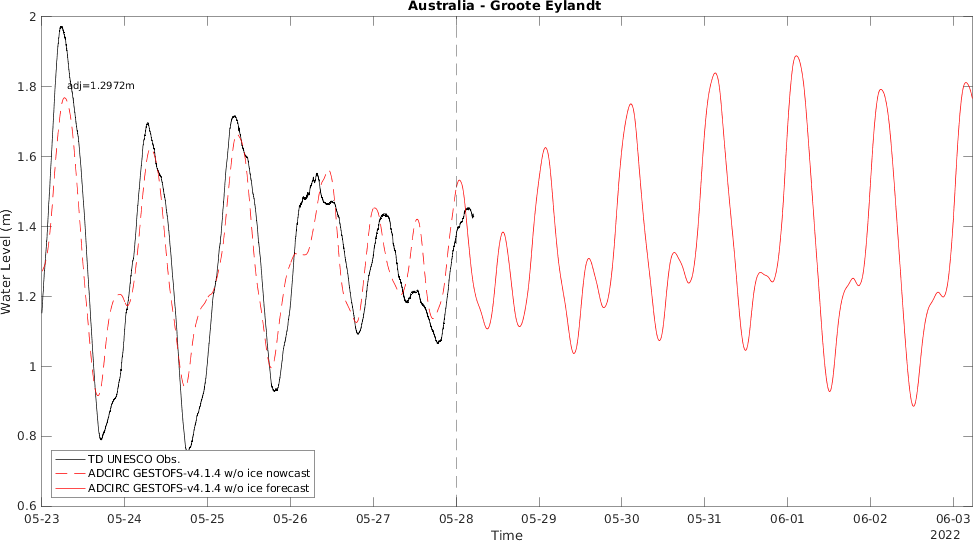 Australia - Groote Eylandt
2
1.8
1.6
1.4
1.2
1
0.8
0.6
Water Level (m)
adj=1.2972m
TD UNESCO Obs.
ADCIRC GESTOFS-v4.1.4 w/o ice nowcast
ADCIRC GESTOFS-v4.1.4 w/o ice forecast
05-23 05-24 05-25 05-26 05-27 05-28 05-29 05-30 05-31 06-01 06-02 06-03
Time
2022